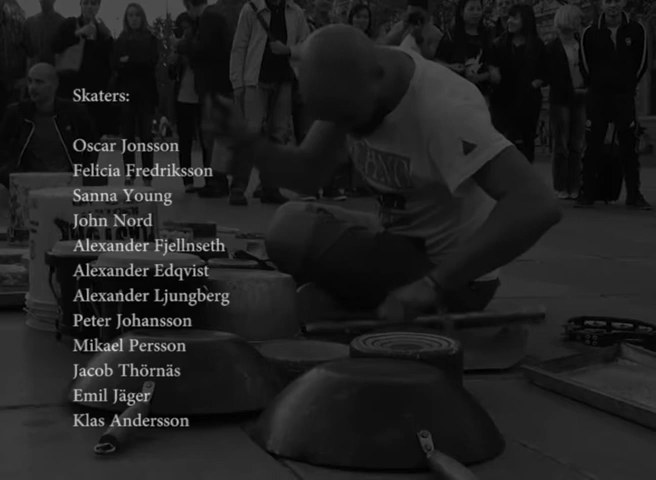 Skaters:
Oscar Jonsson
Felicia Fredriksson
Sanna Young
John Nord
Alexander Fjellnseth
Alexander Edqvist
Alexander Ljungberg
Peter Johansson
Mikael Persson
Jacob Thörnäs
Emil Jäger
Klas Andersson